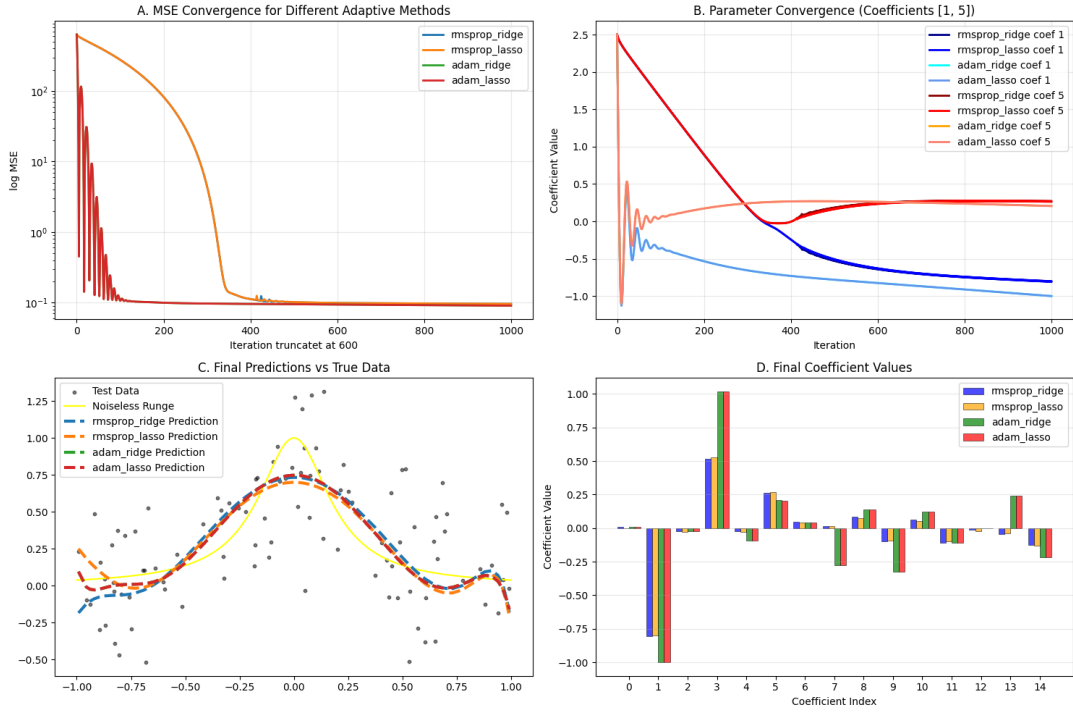 A. MSE Convergence for Different Adaptive Methods
log MSE
10²
10¹
10⁰
10⁻¹
rmsprop_ridge
rmsprop_lasso
adam_ridge
adam_lasso
0 200 400 600 800 1000
Iteration truncatet at 600
B. Parameter Convergence (Coefficients [1, 5])
Coefficient Value
2.5
2.0
1.5
1.0
0.5
0.0
−0.5
−1.0
rmsprop_ridge coef 1
rmsprop_lasso coef 1
adam_ridge coef 1
adam_lasso coef 1
rmsprop_ridge coef 5
rmsprop_lasso coef 5
adam_ridge coef 5
adam_lasso coef 5
0 200 400 600 800 1000
Iteration
C. Final Predictions vs True Data
1.25
1.00
0.75
0.50
0.25
0.00
−0.25
−0.50
Test Data
Noiseless Runge
rmsprop_ridge Prediction
rmsprop_lasso Prediction
adam_ridge Prediction
adam_lasso Prediction
−1.00 −0.75 −0.50 −0.25 0.00 0.25 0.50 0.75 1.00
D. Final Coefficient Values
Coefficient Value
1.00
0.75
0.50
0.25
0.00
−0.25
−0.50
−0.75
−1.00
rmsprop_ridge
rmsprop_lasso
adam_ridge
adam_lasso
0 1 2 3 4 5 6 7 8 9 10 11 12 13 14
Coefficient Index